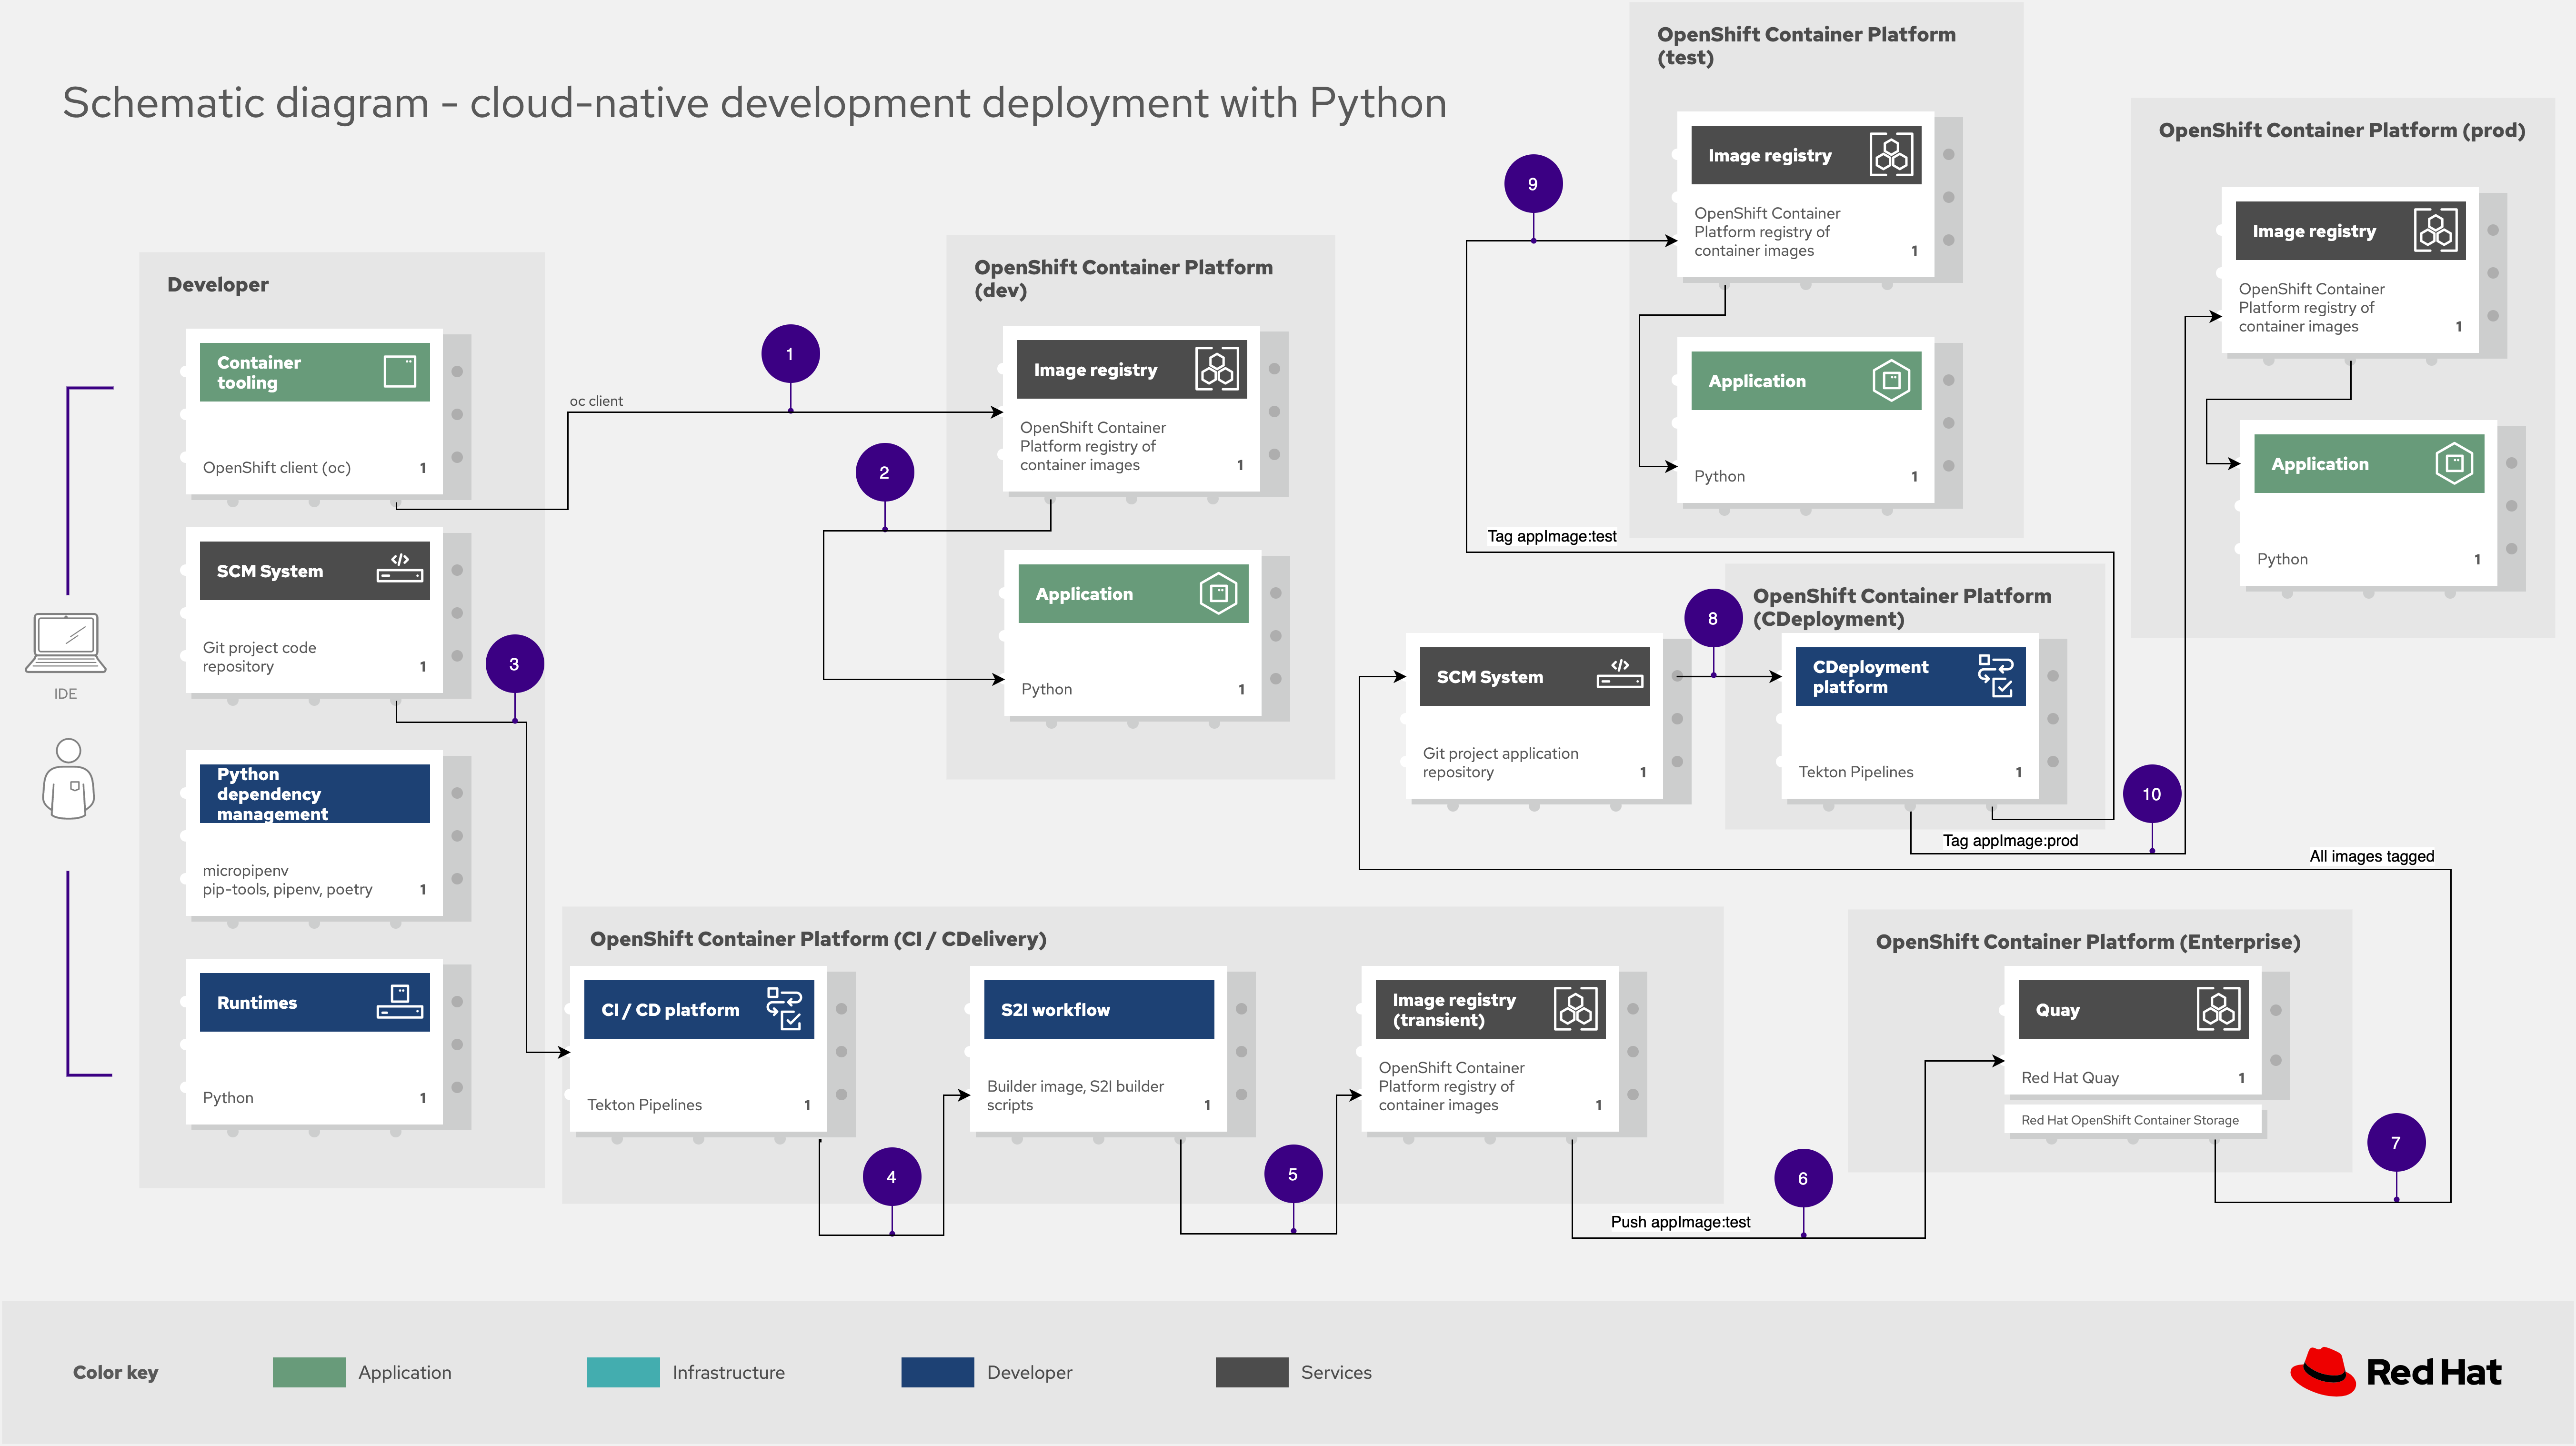 Schematic diagram - cloud-native development deployment with Python
Developer
Container
tooling
OpenShift client (oc)
1
SCM System
Git project code
repository
1
Python
dependency
management
micropipenv
pip-tools, pipenv, poetry
1
Runtimes
Python
1
IDE
oc client
1
2
3
OpenShift Container Platform
(dev)
Image registry
OpenShift Container
Platform registry of
container images
1
Application
Python
1
OpenShift Container Platform
(test)
Image registry
OpenShift Container
Platform registry of
container images
1
Application
Python
1
9
Tag appImage:test
OpenShift Container Platform (prod)
Image registry
OpenShift Container
Platform registry of
container images
1
Application
Python
1
SCM System
Git project application
repository
1
8
OpenShift Container Platform
(CDeployment)
CDeployment
platform
Tekton Pipelines
1
10
Tag appImage:prod
All images tagged
OpenShift Container Platform (CI / CDelivery)
CI / CD platform
Tekton Pipelines
1
4
S2I workflow
Builder image, S2I builder
scripts
1
5
Image registry
(transient)
OpenShift Container
Platform registry of
container images
1
Push appImage:test
6
OpenShift Container Platform (Enterprise)
Quay
Red Hat Quay
1
Red Hat OpenShift Container Storage
7
Color key
Application
Infrastructure
Developer
Services
Red Hat